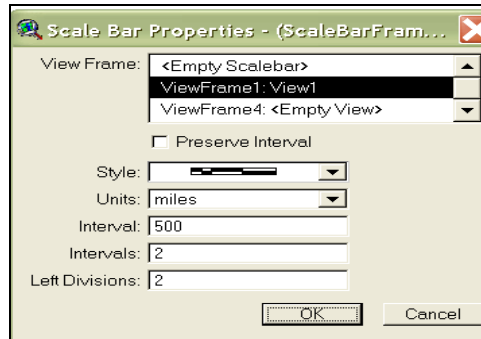 Scale Bar Properties - (ScaleBarFram...
View Frame:
<Empty Scalebar>
ViewFrame1: View1
ViewFrame4: <Empty View>
Preserve Interval
Style:
Units: miles
Interval: 500
Intervals: 2
Left Divisions: 2
OK Cancel